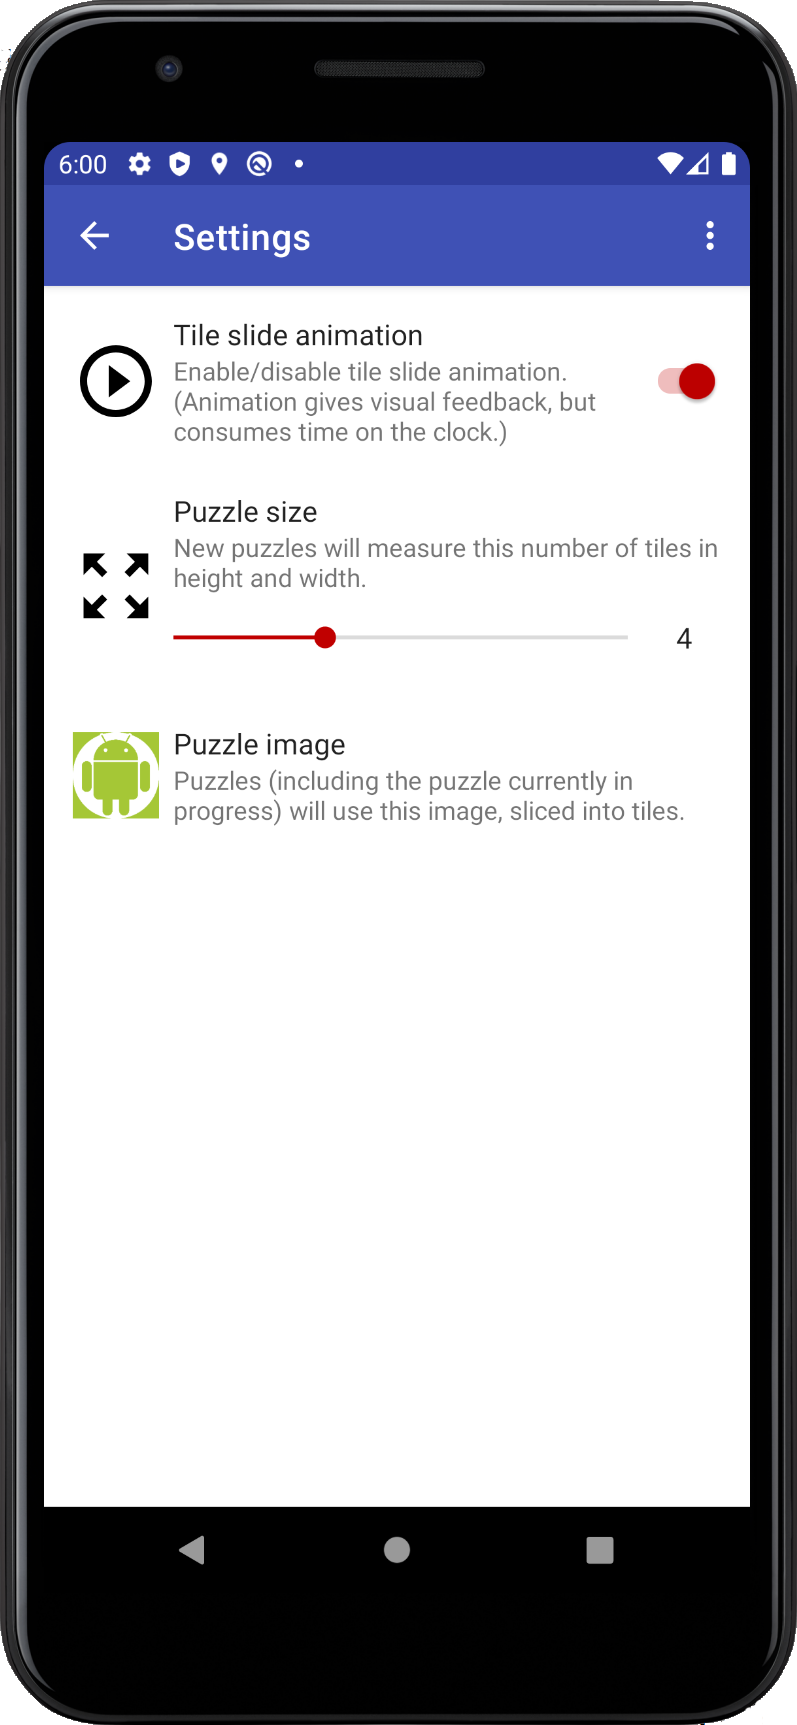 6:00
Settings
Tile slide animation
Enable/disable tile slide animation.
(Animation gives visual feedback, but
consumes time on the clock.)
Puzzle size
New puzzles will measure this number of tiles in
height and width.
4
Puzzle image
Puzzles (including the puzzle currently in
progress) will use this image, sliced into tiles.